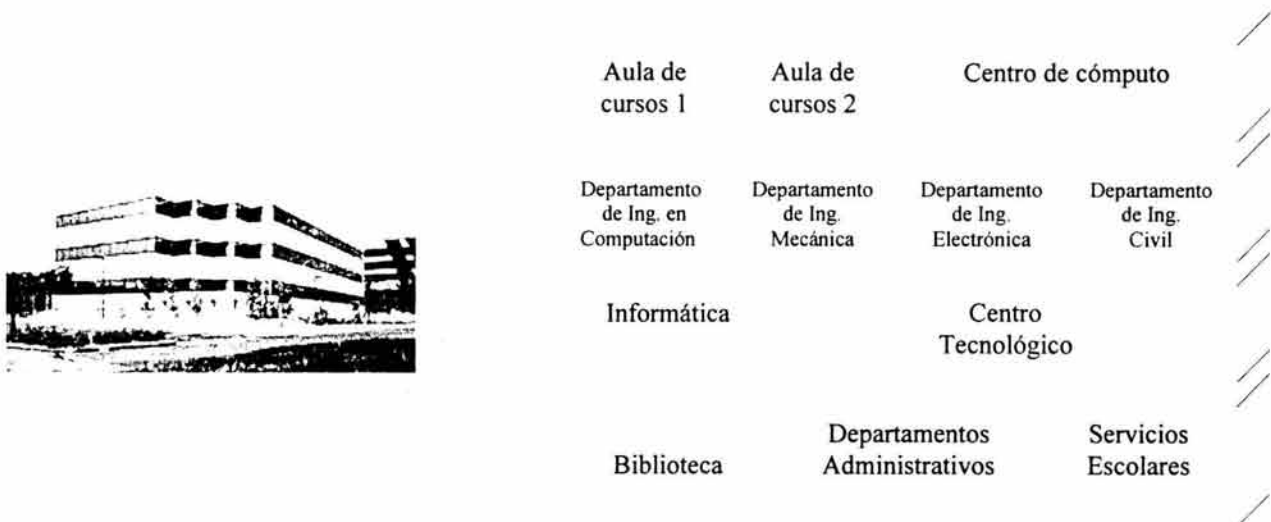 Aula de
cursos 1
Aula de
cursos 2
Centro de cómputo
Departamento
de Ing. en
Computación
Departamento
de Ing.
Mecánica
Departamento
de Ing.
Electrónica
Departamento
de Ing.
Civil
Informática
Centro
Tecnológico
Biblioteca
Departamentos
Administrativos
Servicios
Escolares